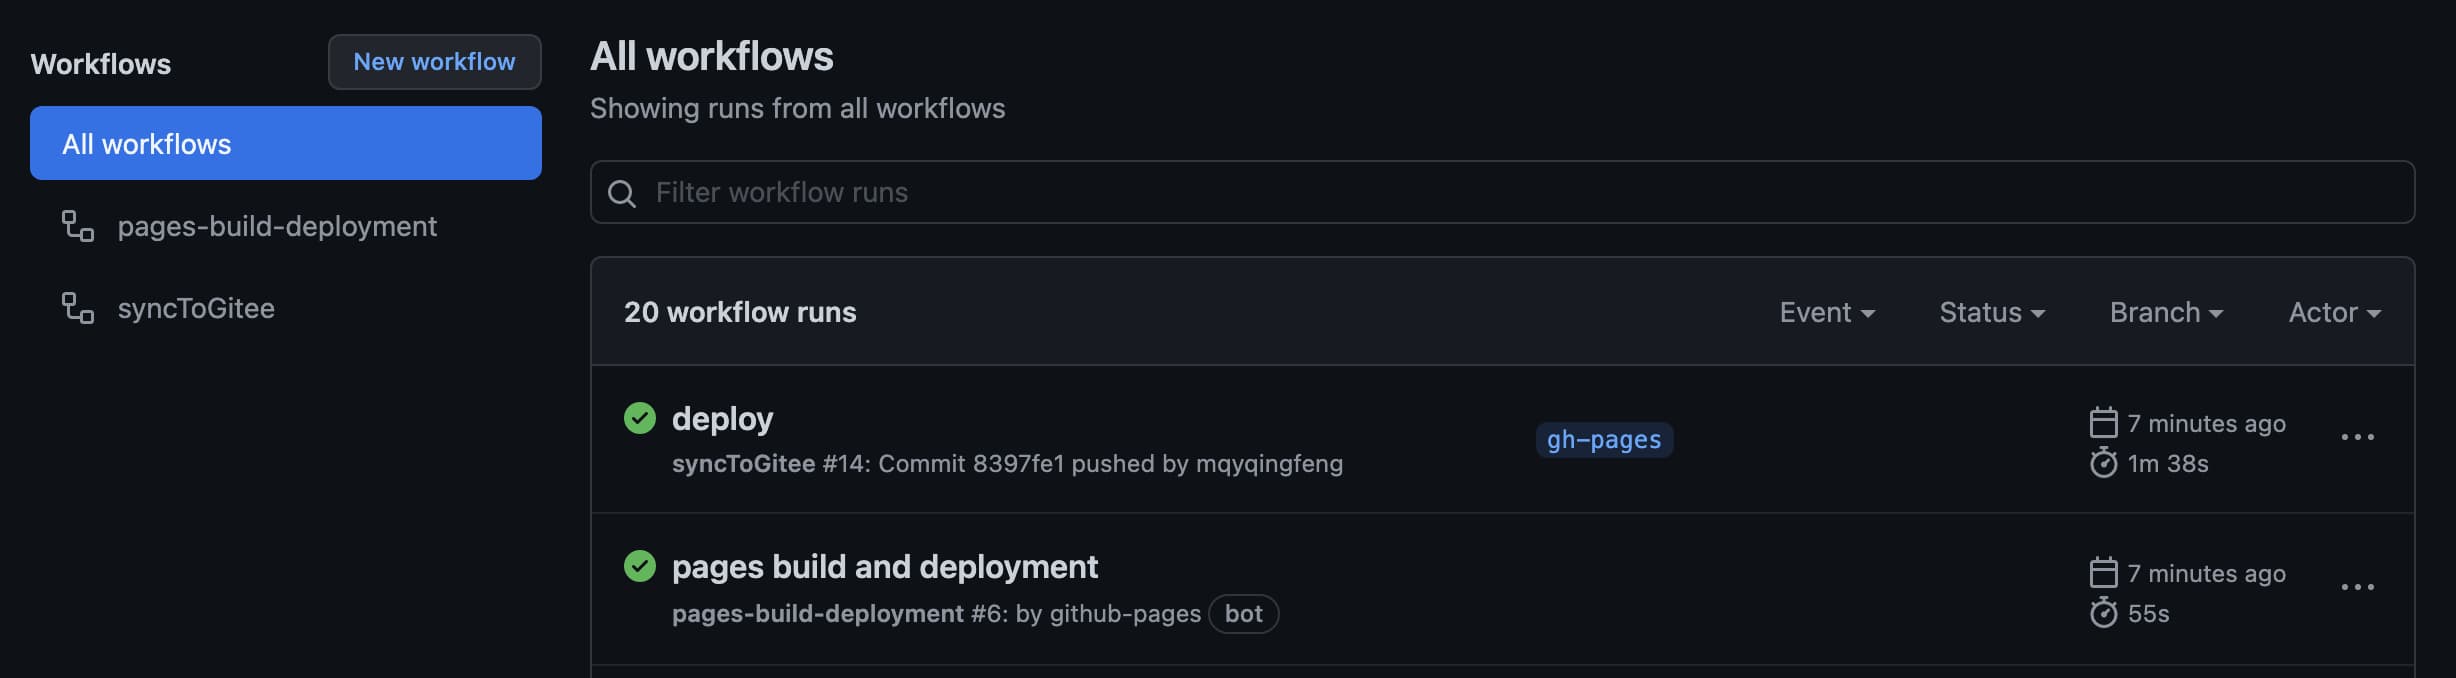 Workflows
New workflow
All workflows
pages-build-deployment
syncToGitee
All workflows
Showing runs from all workflows
Filter workflow runs
20 workflow runs
Event
Status
Branch
Actor
deploy
syncToGitee #14: Commit 8397fe1 pushed by mqyqingfeng
gh-pages
7 minutes ago
1m 38s
pages build and deployment
pages-build-deployment #6: by github-pages bot
7 minutes ago
55s